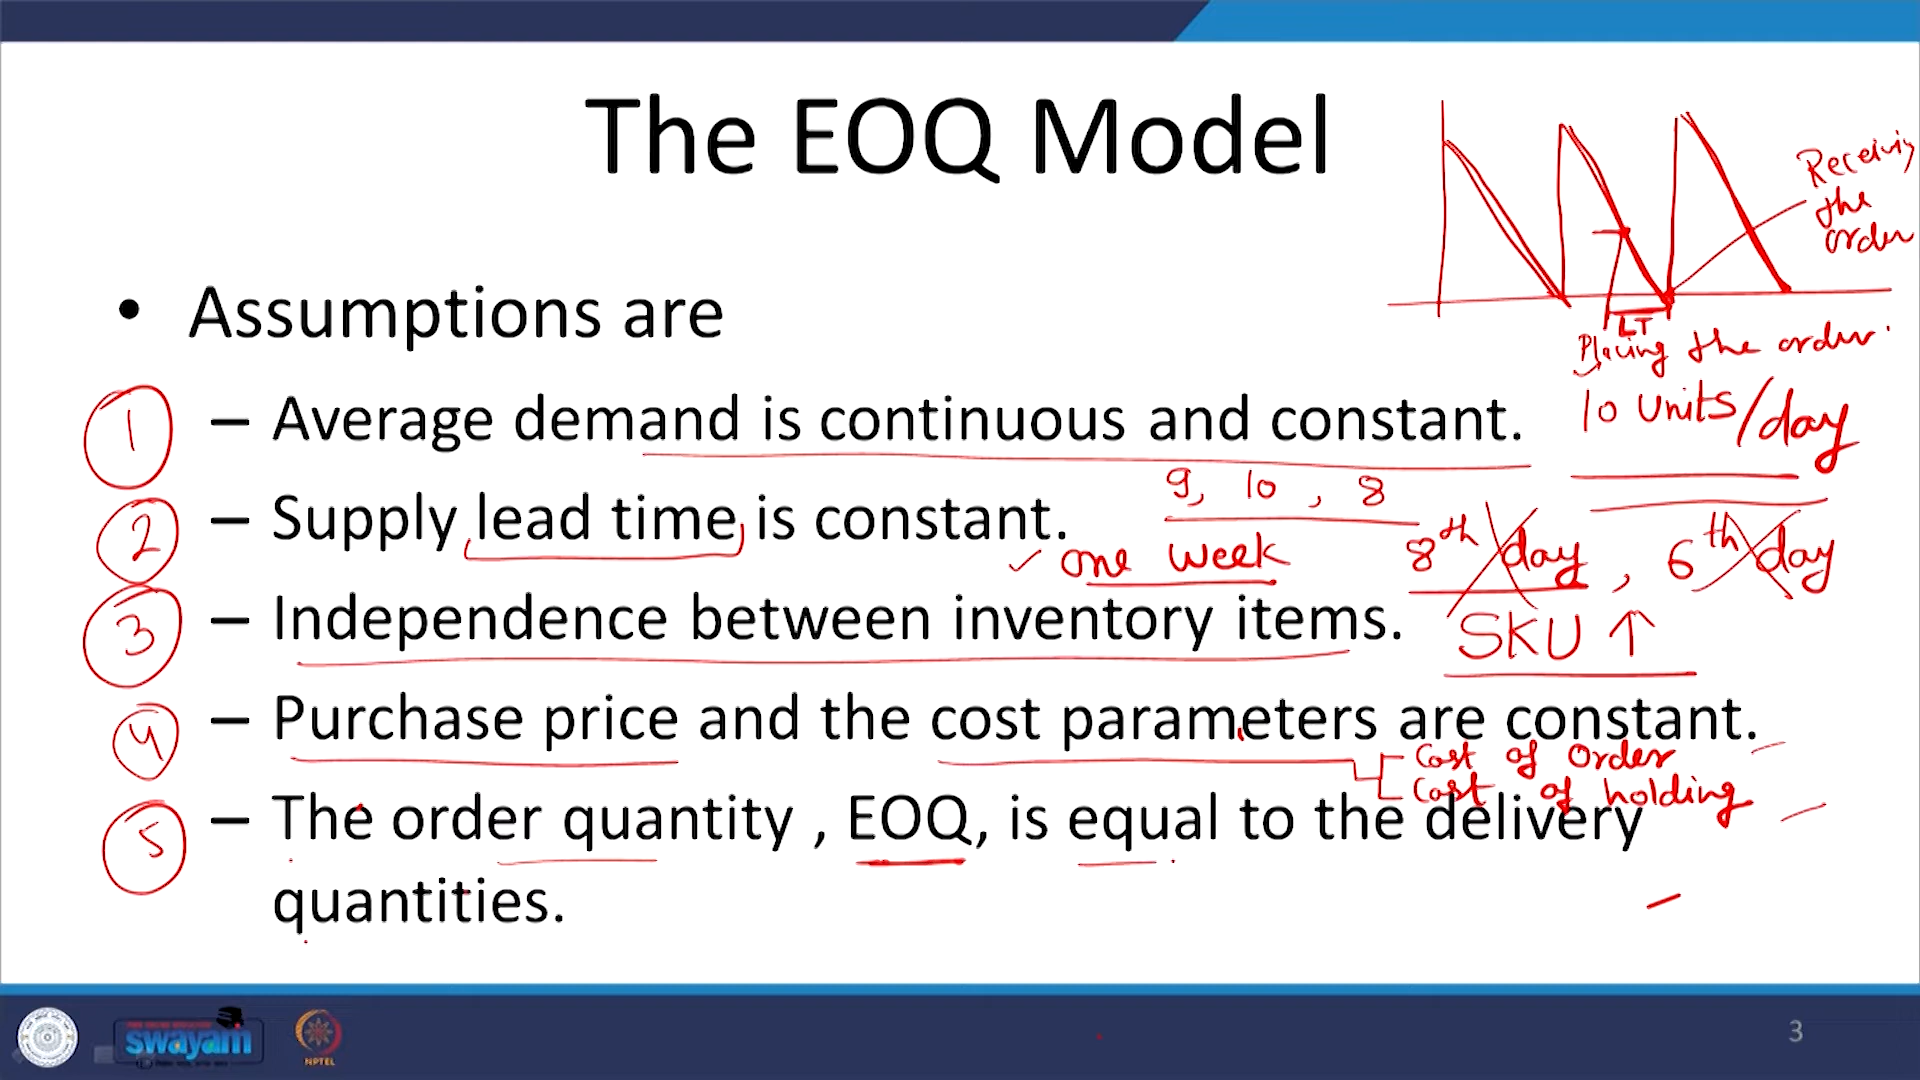 The EOQ Model
Receiving
the
order
LT
Placing the order.
• Assumptions are
1 – Average demand is continuous and constant. 10 units/day
9, 10, 8
2 – Supply lead time is constant.
✓ one week 8th day, 6th day
3 – Independence between inventory items. SKU ↑
4 – Purchase price and the cost parameters are constant.
Cost of Order
Cost of holding
5 – The order quantity , EOQ, is equal to the delivery
quantities.
swayam
NPTEL
3